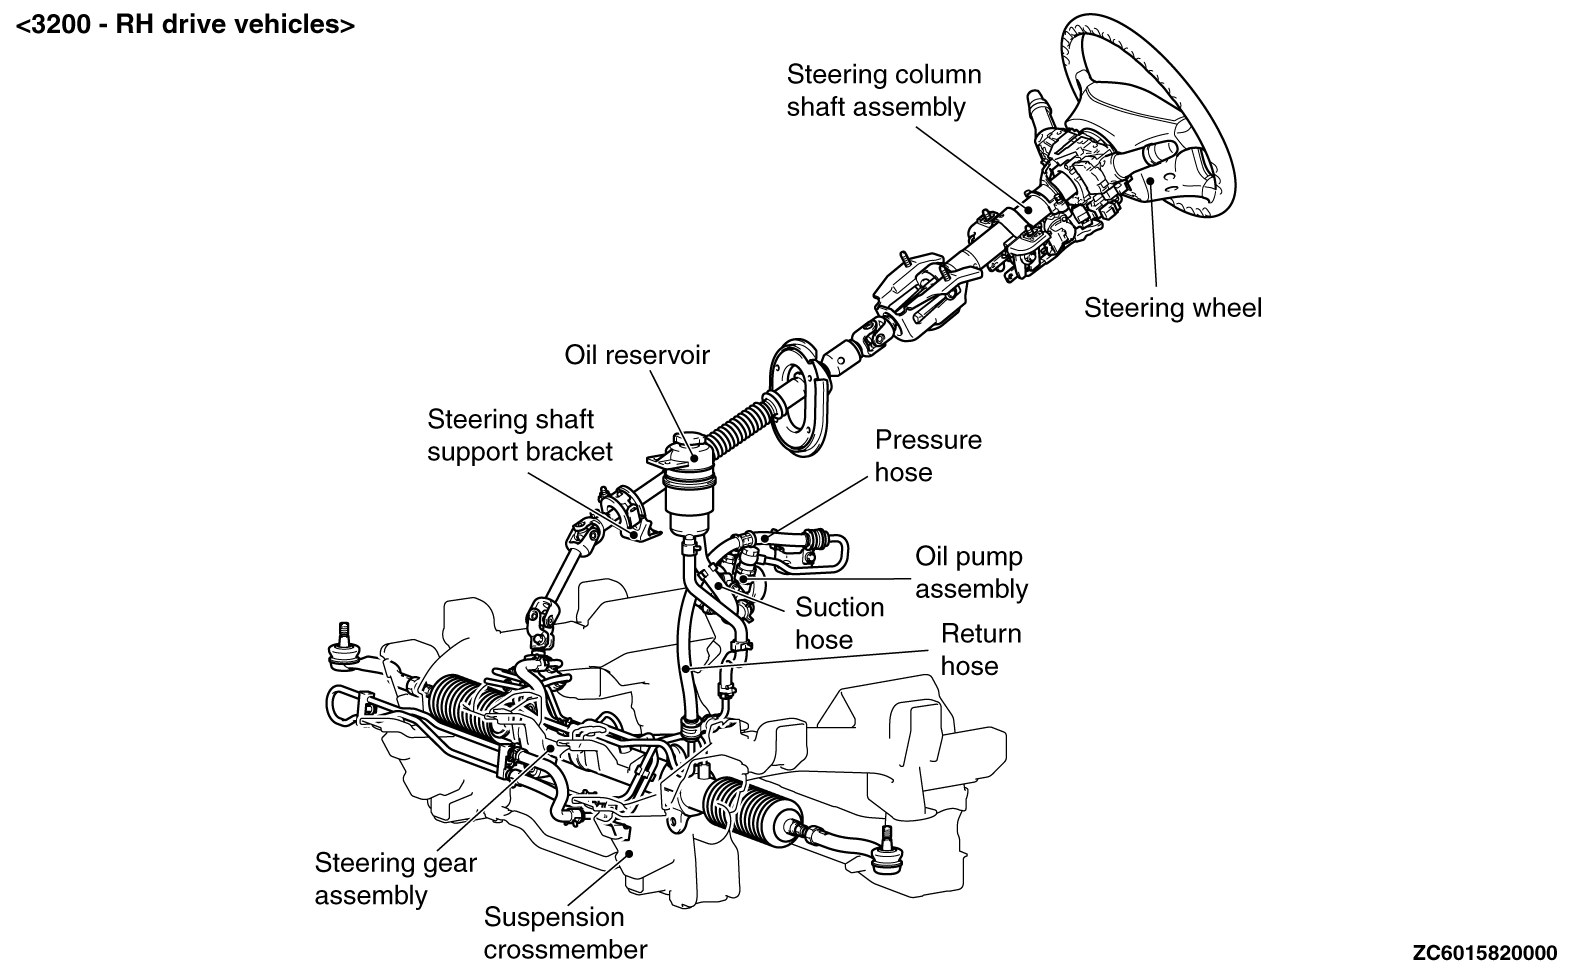 <3200 - RH drive vehicles>
Steering column
shaft assembly
Steering wheel
Oil reservoir
Steering shaft
support bracket
Pressure
hose
Oil pump
assembly
Suction
hose
Return
hose
Steering gear
assembly
Suspension
crossmember
ZC6015820000